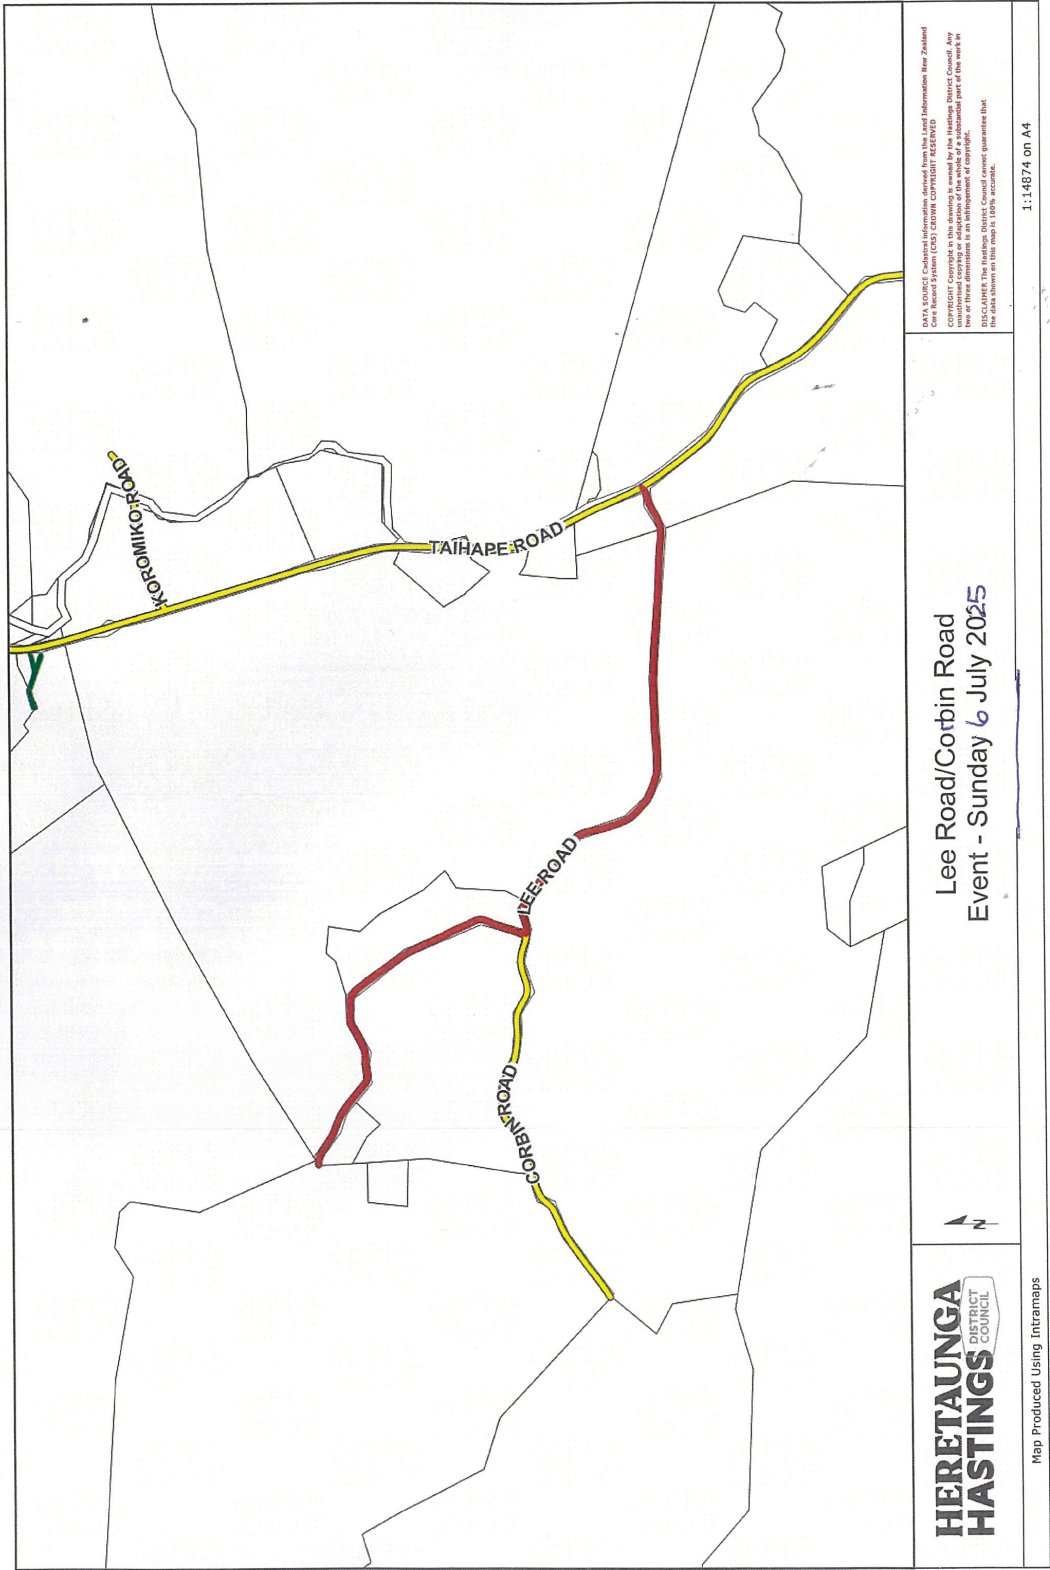 KOROMIKO ROAD
TAIHAPE ROAD
LEE ROAD
CORBIN ROAD
HERETAUNGA
HASTINGS
DISTRICT
COUNCIL
N
Lee Road/Corbin Road
Event - Sunday 6 July 2025
DATA SOURCE Cadastral information derived from the Land Information New Zealand
Core Record System (CRS) CROWN COPYRIGHT RESERVED
COPYRIGHT Copyright in this drawing is owned by the Hastings District Council. Any
unauthorised copying or adaptation of the whole of a substantial part of the work in
two or three dimensions is an infringement of copyright.
DISCLAIMER The Hastings District Council cannot guarantee that
the data shown on this map is 100% accurate.
Map Produced Using Intramaps
1:14874 on A4